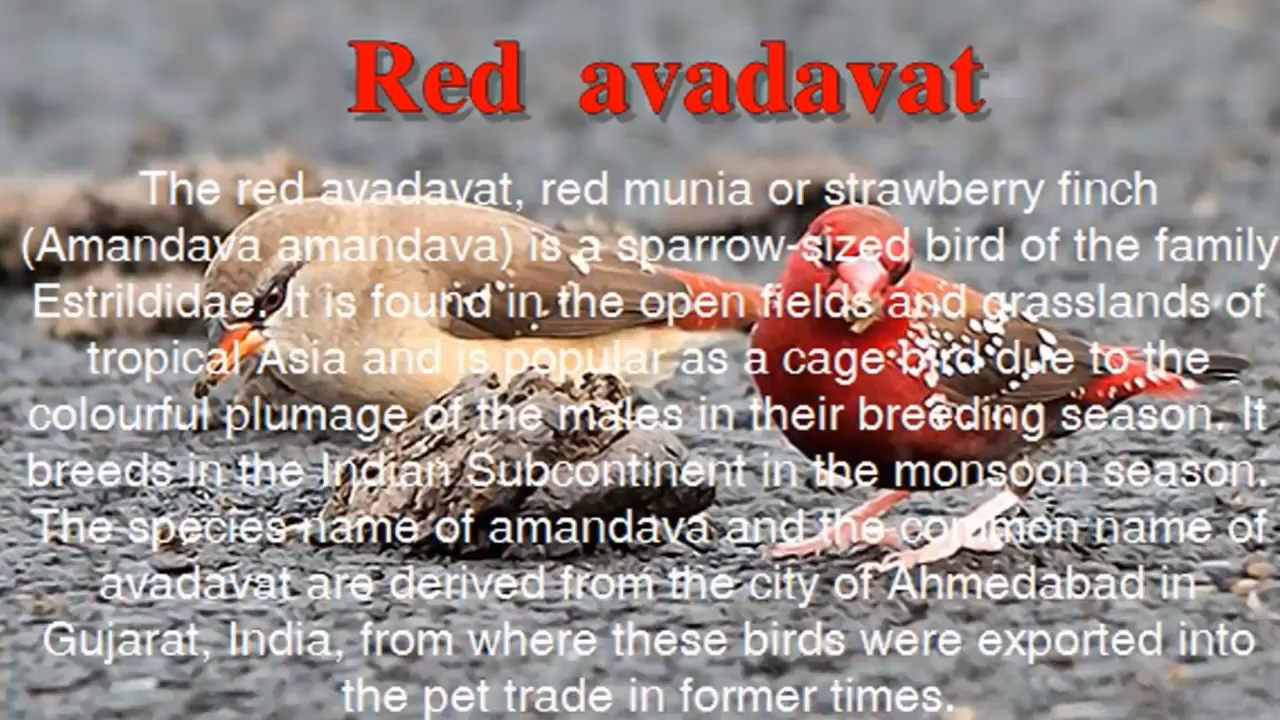 Red avadavat
The red avadavat, red munia or strawberry finch
(Amandava amandava) is a sparrow-sized bird of the family
Estrildidae. It is found in the open fields and grasslands of
tropical Asia and is popular as a cage bird due to the
colourful plumage of the males in their breeding season. It
breeds in the Indian Subcontinent in the monsoon season.
The species name of amandava and the common name of
avadavat are derived from the city of Ahmedabad in
Gujarat, India, from where these birds were exported into
the pet trade in former times.